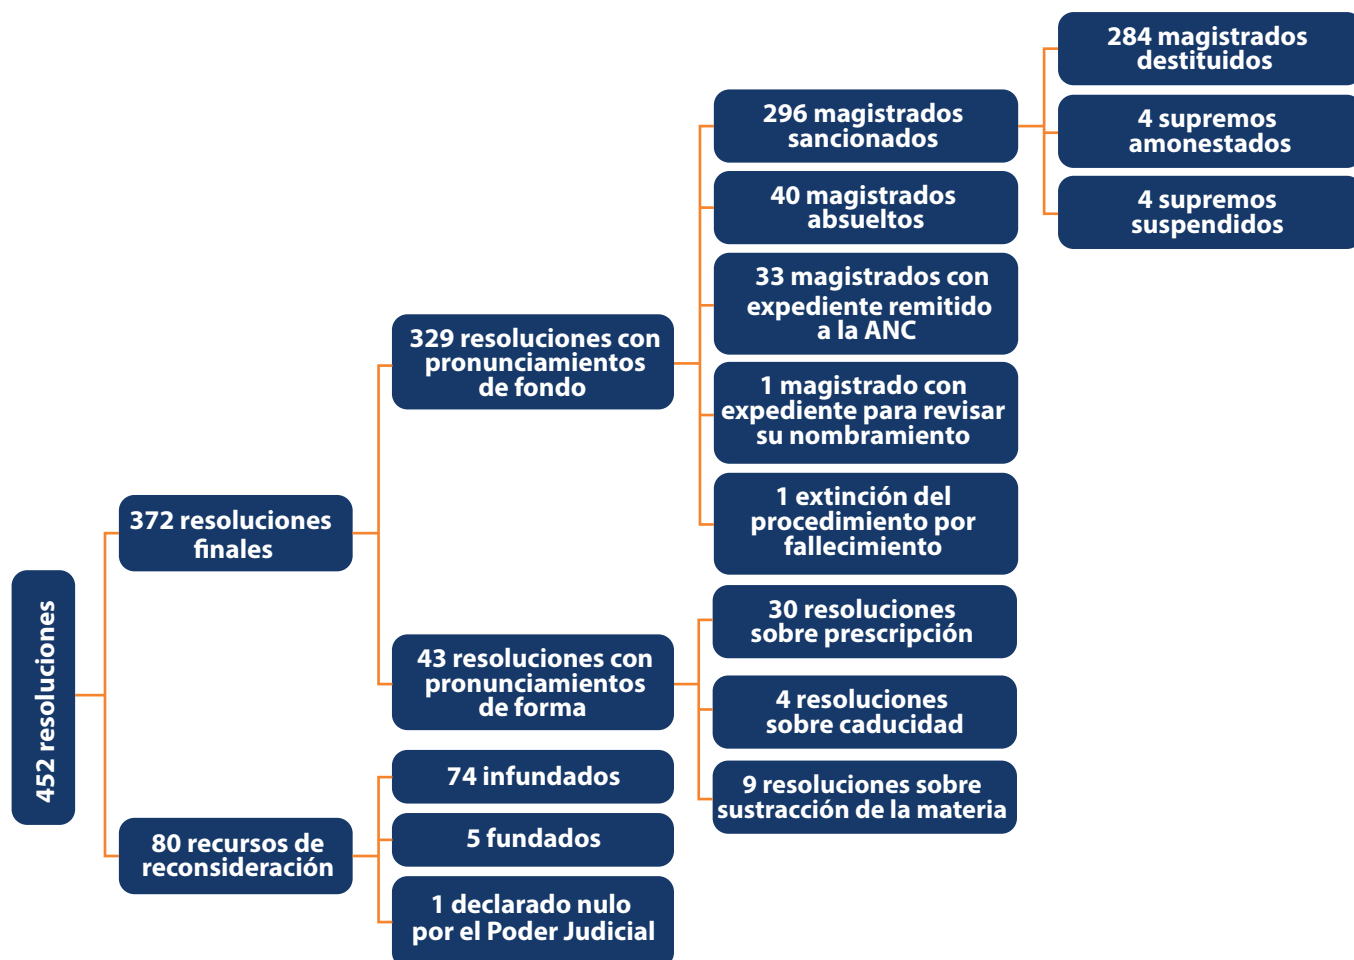 452 resoluciones
372 resoluciones
finales
329 resoluciones con
pronunciamientos
de fondo
296 magistrados
sancionados
284 magistrados
destituidos
4 supremos
amonestados
4 supremos
suspendidos
40 magistrados
absueltos
33 magistrados con
expediente remitido
a la ANC
1 magistrado con
expediente para revisar
su nombramiento
1 extinción del
procedimiento por
fallecimiento
43 resoluciones con
pronunciamientos
de forma
30 resoluciones
sobre prescripción
4 resoluciones
sobre caducidad
9 resoluciones sobre
sustracción de la materia
80 recursos de
reconsideración
74 infundados
5 fundados
1 declarado nulo
por el Poder Judicial